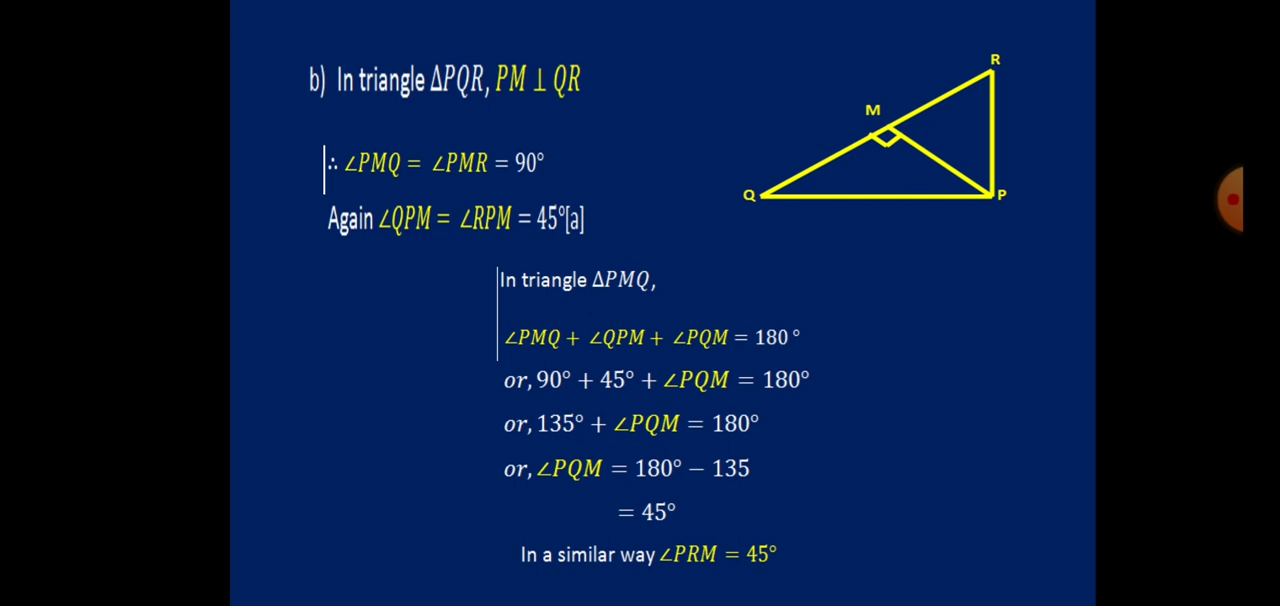 b) In triangle ΔPQR, PM ⊥ QR
∴ ∠PMQ = ∠PMR = 90°
Again ∠QPM = ∠RPM = 45°[a]
R
M
Q
P
In triangle ΔPMQ,
∠PMQ + ∠QPM + ∠PQM = 180 °
or, 90° + 45° + ∠PQM = 180°
or, 135° + ∠PQM = 180°
or, ∠PQM = 180° − 135
= 45°
In a similar way ∠PRM = 45°